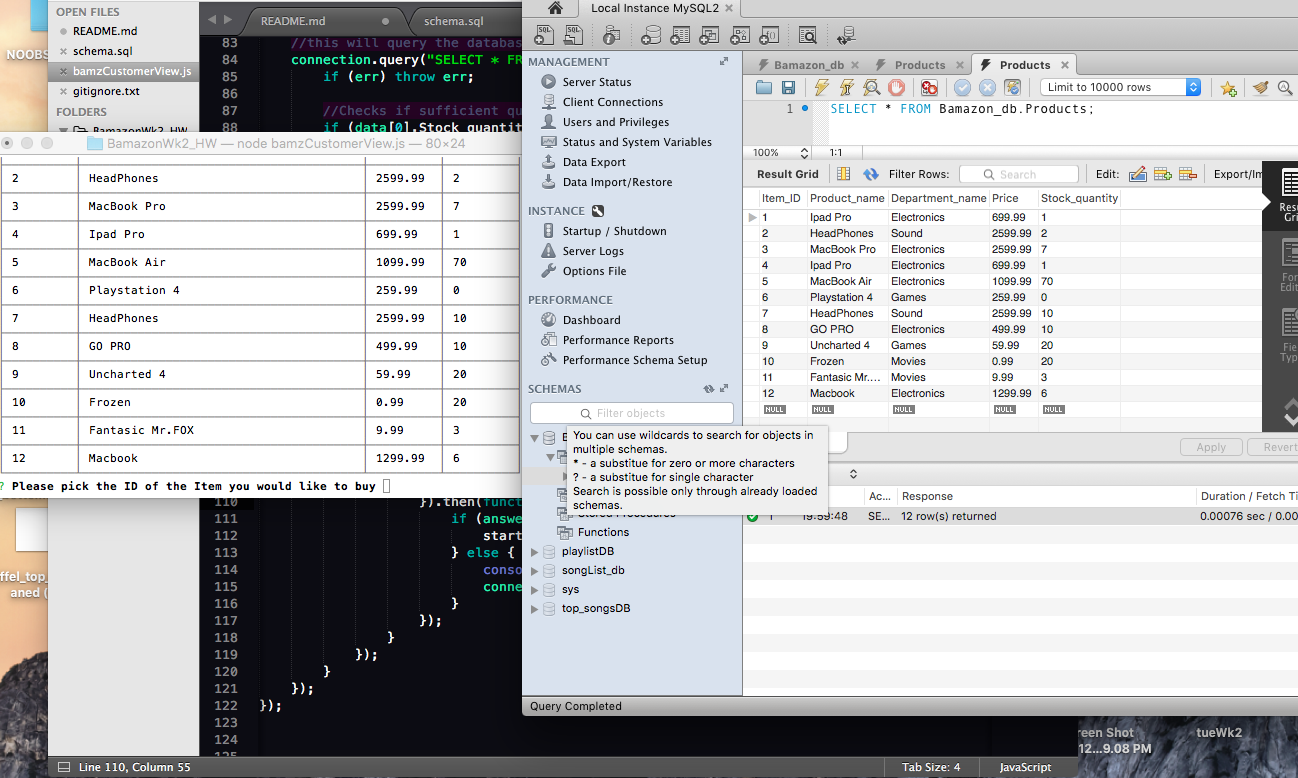 NOOBS
OPEN FILES
README.md
schema.sql
bamzCustomerView.js
gitignore.txt
FOLDERS
BamazonWk2_HW
README.md
schema.sql
83 //this will query the databas
84 connection.query("SELECT * FR
85 if (err) throw err;
86
87 //Checks if sufficient qu
88 if (data[0].Stock_quantit
BamazonWk2_HW — node bamzCustomerView.js — 80×24
2 HeadPhones 2599.99 2
3 MacBook Pro 2599.99 7
4 Ipad Pro 699.99 1
5 MacBook Air 1099.99 70
6 Playstation 4 259.99 0
7 HeadPhones 2599.99 10
8 GO PRO 499.99 10
9 Uncharted 4 59.99 20
10 Frozen 0.99 20
11 Fantasic Mr.FOX 9.99 3
12 Macbook 1299.99 6
? Please pick the ID of the Item you would like to buy
110 }).then(funct
111 if (answe
112 start
113 } else {
114 conso
115 conne
116 }
117 });
118 }
119 });
120 }
121 });
122 });
123
124
125
Line 110, Column 55
Tab Size: 4
JavaScript
ffel_top_
aned (
Local Instance MySQL2
MANAGEMENT
Server Status
Client Connections
Users and Privileges
Status and System Variables
Data Export
Data Import/Restore
INSTANCE
Startup / Shutdown
Server Logs
Options File
PERFORMANCE
Dashboard
Performance Reports
Performance Schema Setup
SCHEMAS
Filter objects
B
You can use wildcards to search for objects in
multiple schemas.
* - a substitue for zero or more characters
? - a substitue for single character
Search is possible only through already loaded
schemas.
Stored Procedures
Functions
playlistDB
songList_db
sys
top_songsDB
Query Completed
Bamazon_db
Products
Products
Limit to 10000 rows
1 SELECT * FROM Bamazon_db.Products;
100% 1:1
Result Grid
Filter Rows:
Search
Edit:
Export/Im
Item_ID Product_name Department_name Price Stock_quantity
1 Ipad Pro Electronics 699.99 1
2 HeadPhones Sound 2599.99 2
3 MacBook Pro Electronics 2599.99 7
4 Ipad Pro Electronics 699.99 1
5 MacBook Air Electronics 1099.99 70
6 Playstation 4 Games 259.99 0
7 HeadPhones Sound 2599.99 10
8 GO PRO Electronics 499.99 10
9 Uncharted 4 Games 59.99 20
10 Frozen Movies 0.99 20
11 Fantasic Mr.... Movies 9.99 3
12 Macbook Electronics 1299.99 6
NULL NULL NULL NULL NULL
Resu
Gri
For
Edit
Fie
Typ
Apply
Revert
Ac... Response Duration / Fetch Ti
1 19:59:48 SE... 12 row(s) returned 0.00076 sec / 0.00
reen Shot
12...9.08 PM
tueWk2